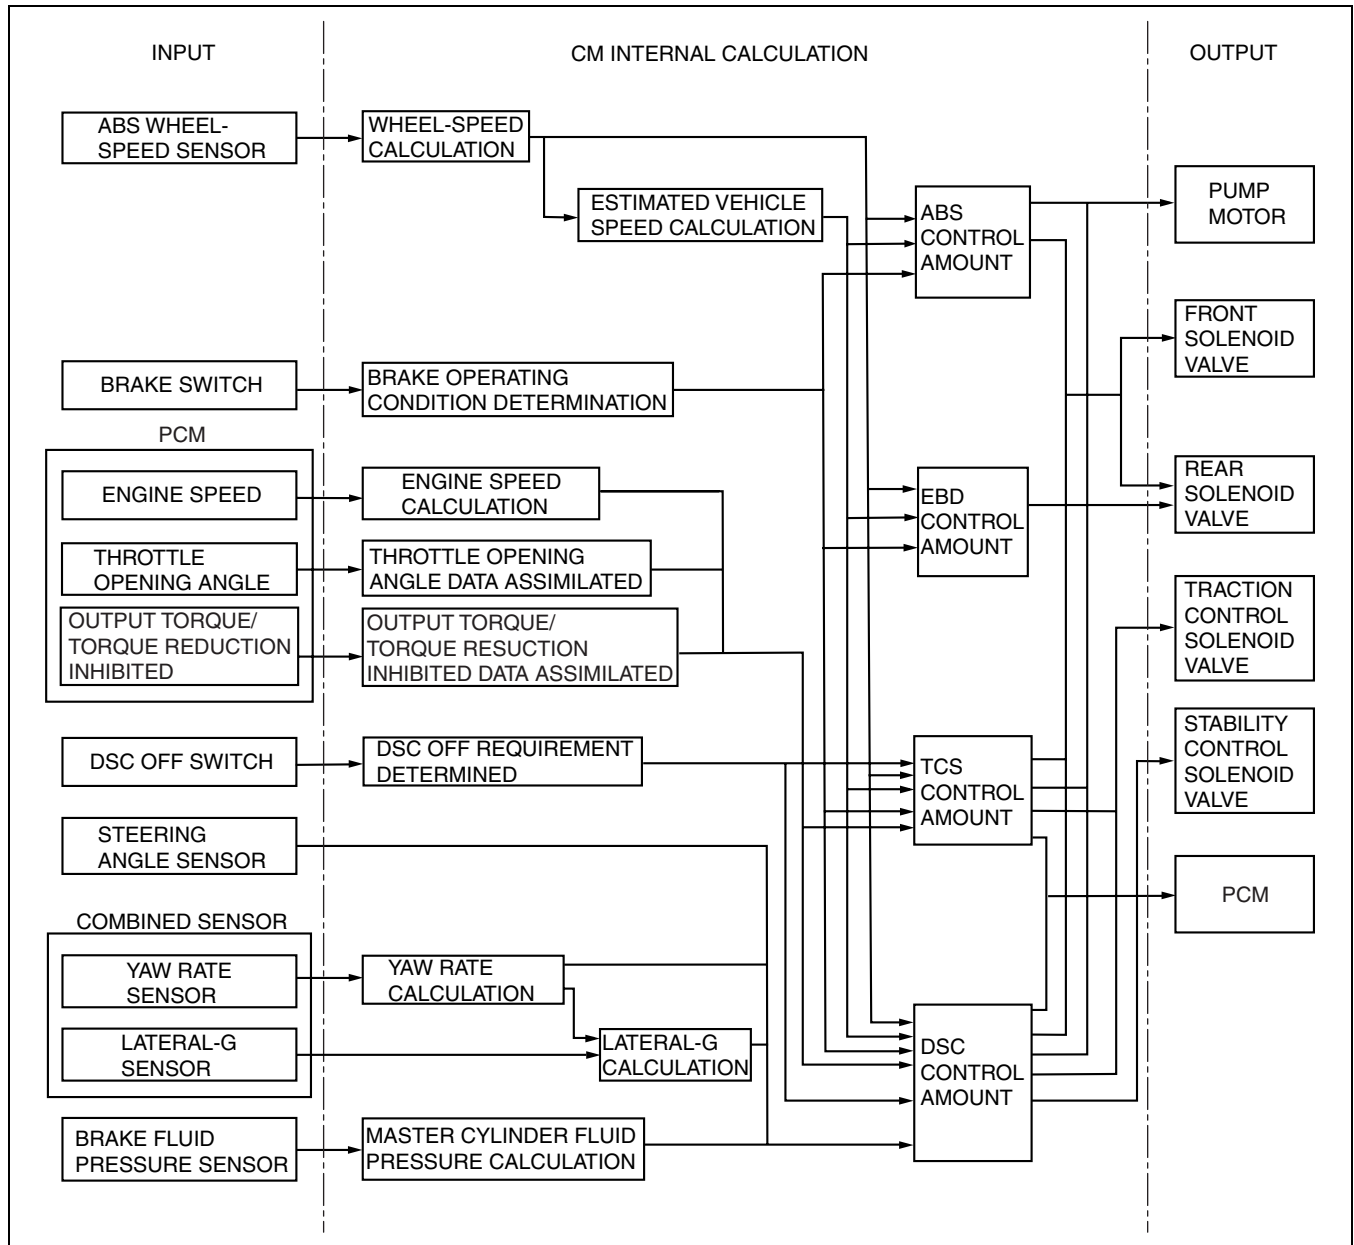 INPUT
CM INTERNAL CALCULATION
OUTPUT
ABS WHEEL-
SPEED SENSOR
WHEEL-SPEED
CALCULATION
ESTIMATED VEHICLE
SPEED CALCULATION
ABS
CONTROL
AMOUNT
PUMP
MOTOR
FRONT
SOLENOID
VALVE
BRAKE SWITCH
BRAKE OPERATING
CONDITION DETERMINATION
PCM
ENGINE SPEED
ENGINE SPEED
CALCULATION
EBD
CONTROL
AMOUNT
REAR
SOLENOID
VALVE
THROTTLE
OPENING ANGLE
THROTTLE OPENING
ANGLE DATA ASSIMILATED
OUTPUT TORQUE/
TORQUE REDUCTION
INHIBITED
OUTPUT TORQUE/
TORQUE RESUCTION
INHIBITED DATA ASSIMILATED
TRACTION
CONTROL
SOLENOID
VALVE
DSC OFF SWITCH
DSC OFF REQUIREMENT
DETERMINED
TCS
CONTROL
AMOUNT
STABILITY
CONTROL
SOLENOID
VALVE
STEERING
ANGLE SENSOR
PCM
COMBINED SENSOR
YAW RATE
SENSOR
YAW RATE
CALCULATION
LATERAL-G
SENSOR
LATERAL-G
CALCULATION
DSC
CONTROL
AMOUNT
BRAKE FLUID
PRESSURE SENSOR
MASTER CYLINDER FLUID
PRESSURE CALCULATION